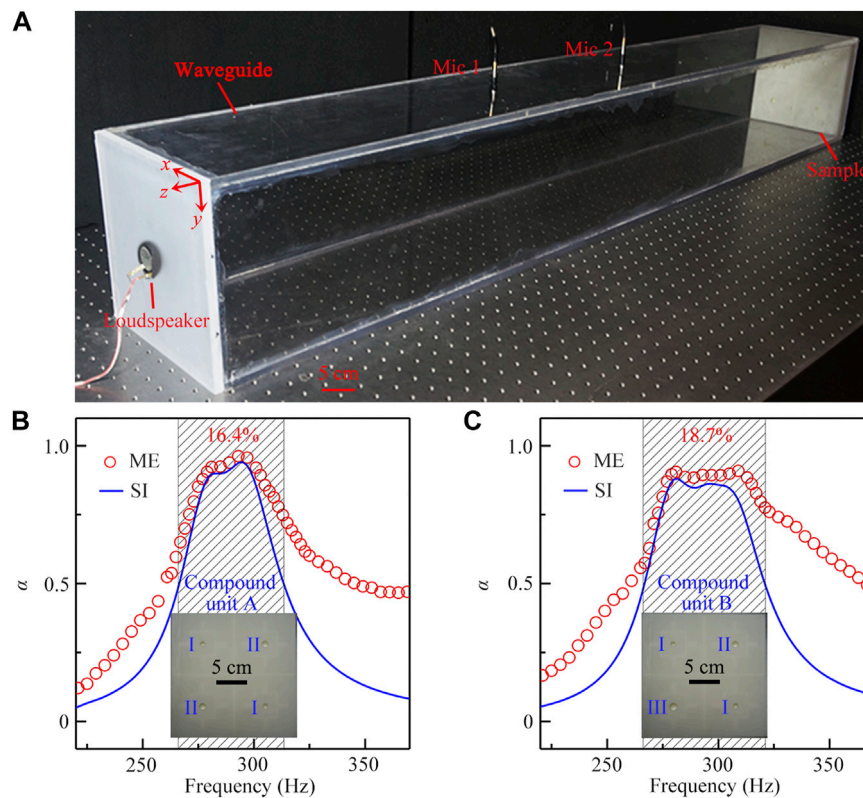 A
Waveguide
Mic 1
Mic 2
x
z
y
Sample
Loudspeaker
5 cm
B
16.4%
1.0
ME
SI
α
0.5
Compound
unit A
I
II
5 cm
II
I
0
250
300
350
Frequency (Hz)
C
18.7%
1.0
ME
SI
α
0.5
Compound
unit B
I
II
5 cm
III
I
0
250
300
350
Frequency (Hz)